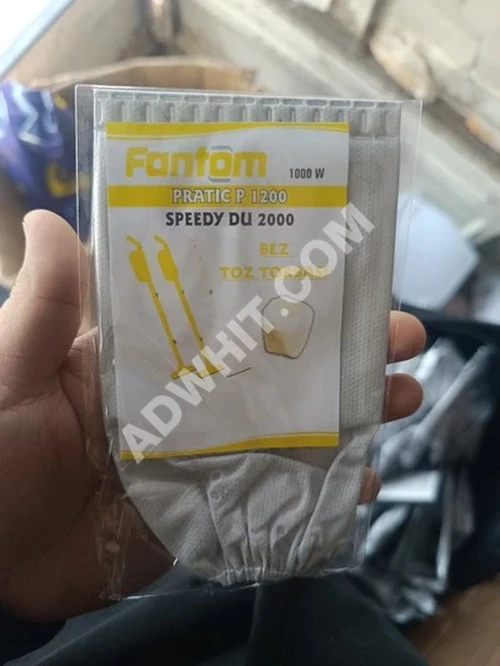 Fantom
1000 W
PRATIC P 1200
SPEEDY DU 2000
BEZ
TOZ TORBASI
ADWHIT.COM